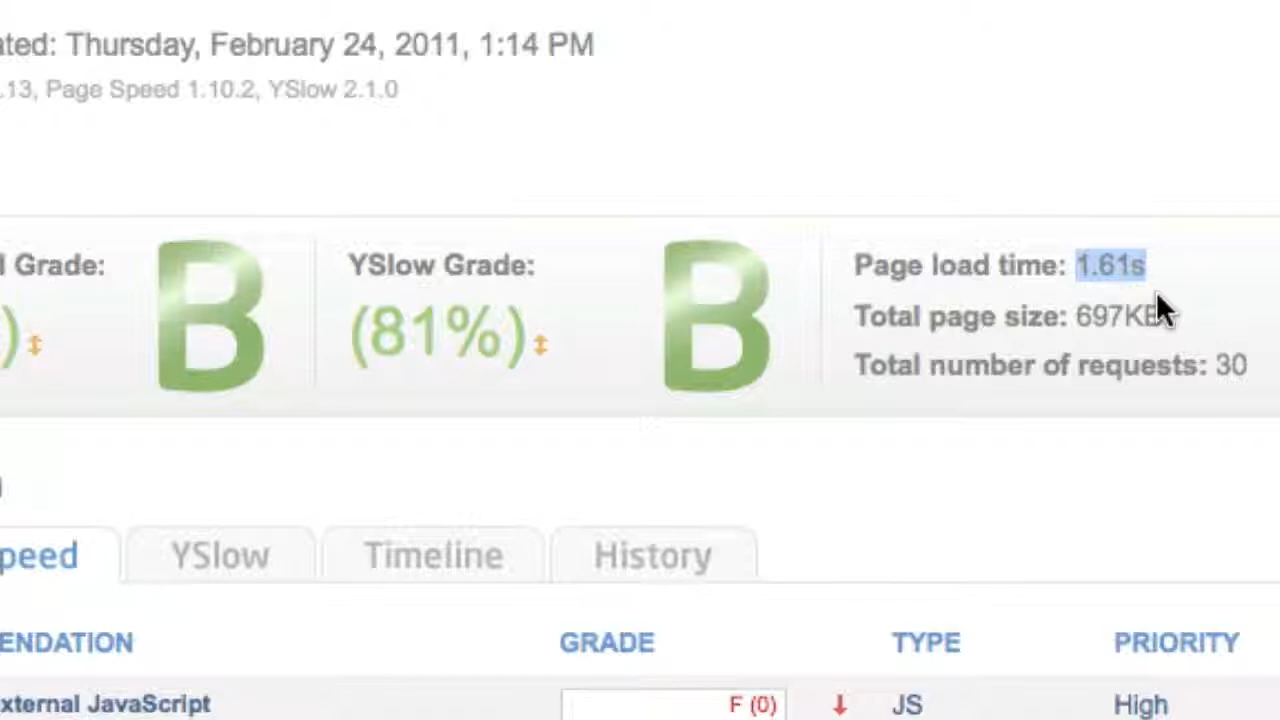 ated: Thursday, February 24, 2011, 1:14 PM
.13, Page Speed 1.10.2, YSlow 2.1.0
l Grade:
)
B
YSlow Grade:
(81%)
B
Page load time: 1.61s
Total page size: 697KB
Total number of requests: 30
peed
YSlow
Timeline
History
ENDATION GRADE TYPE PRIORITY
xternal JavaScript F (0) JS High